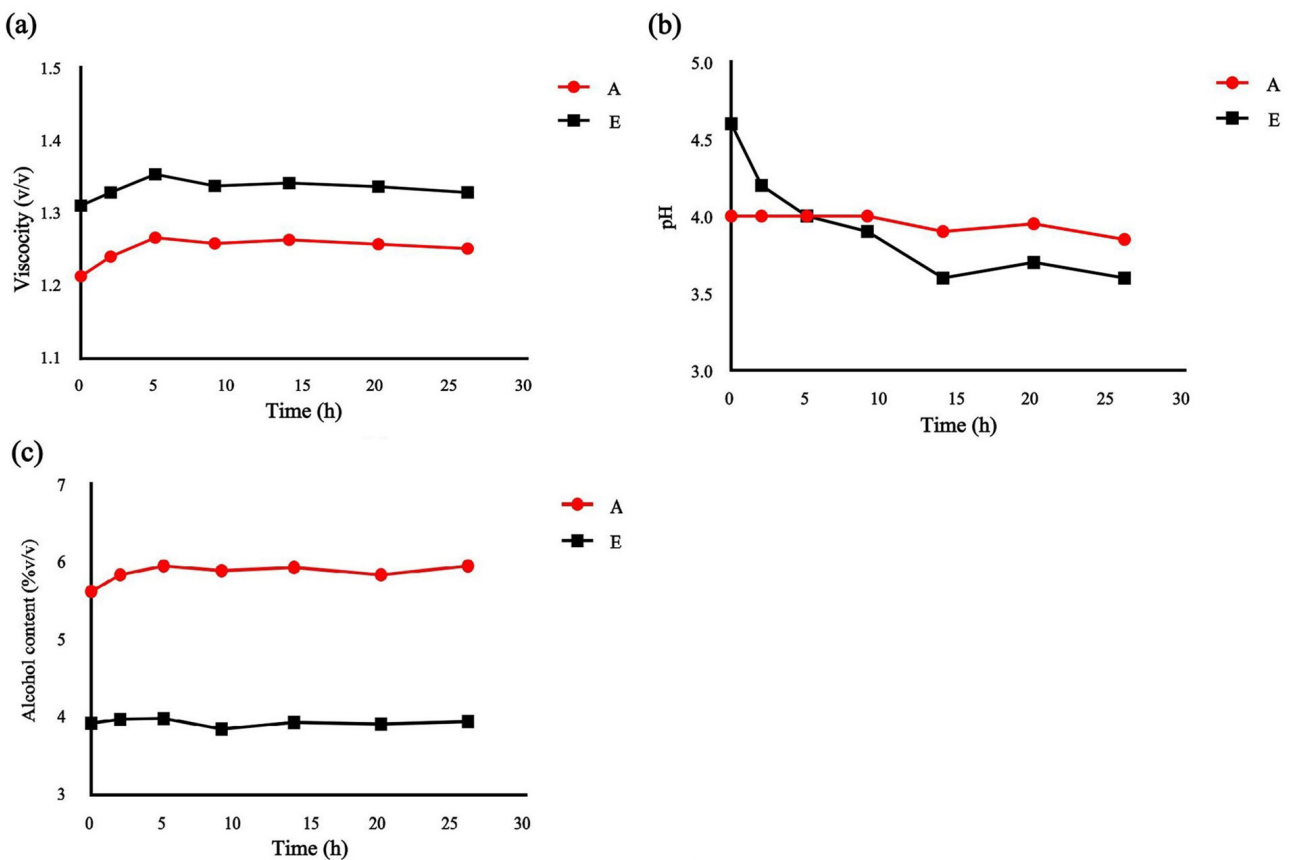 (a)
1.5
1.4
1.3
1.2
1.1
Viscocity (v/v)
0 5 10 15 20 25 30
Time (h)
A
E
(b)
5.0
4.5
4.0
3.5
3.0
pH
0 5 10 15 20 25 30
Time (h)
A
E
(c)
7
6
5
4
3
Alcohol content (%v/v)
0 5 10 15 20 25 30
Time (h)
A
E